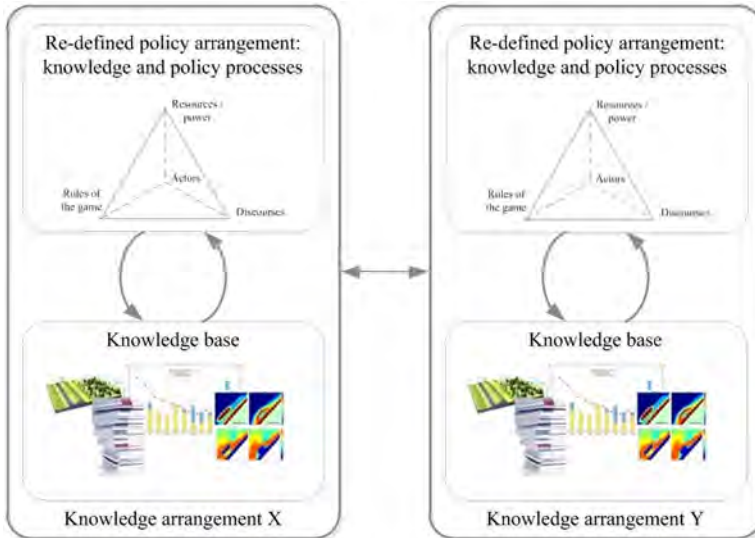 Re-defined policy arrangement:
knowledge and policy processes
Resources /
power
Actors
Rules of
the game
Discourses
Knowledge base
Knowledge arrangement X
Re-defined policy arrangement:
knowledge and policy processes
Resources /
power
Actors
Rules of
the game
Discourses
Knowledge base
Knowledge arrangement Y